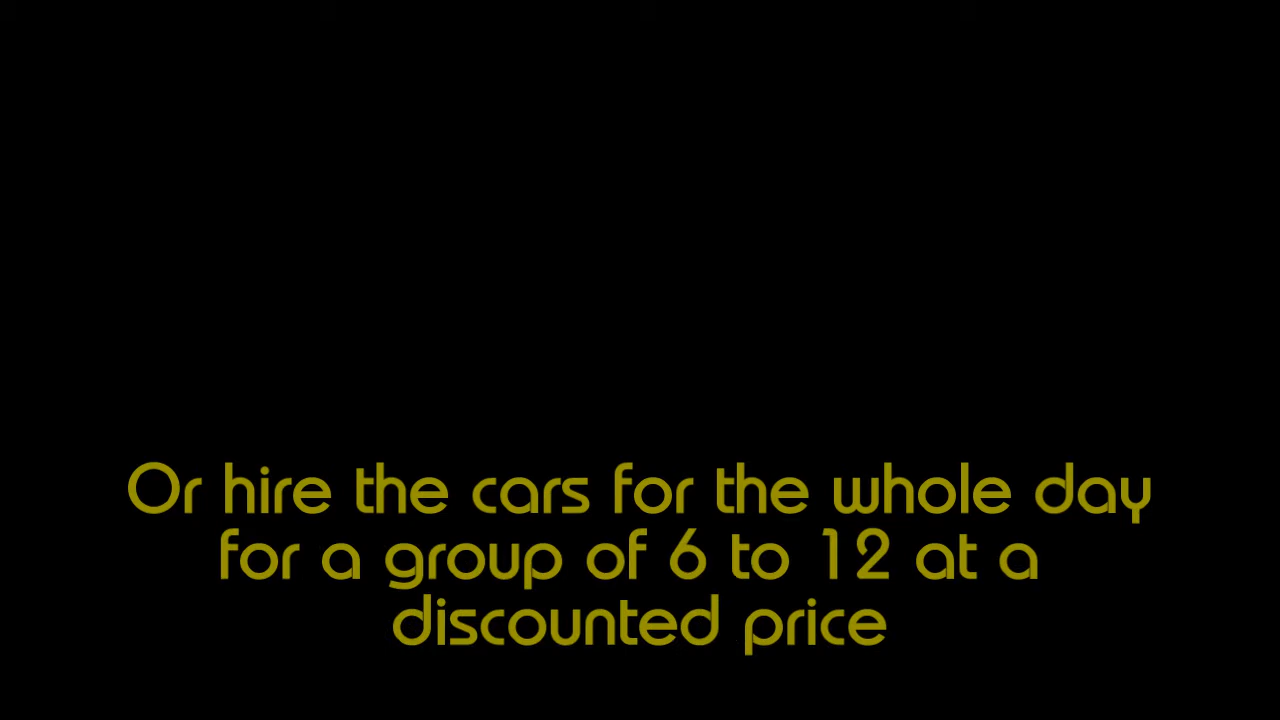 Or hire the cars for the whole day
for a group of 6 to 12 at a
discounted price